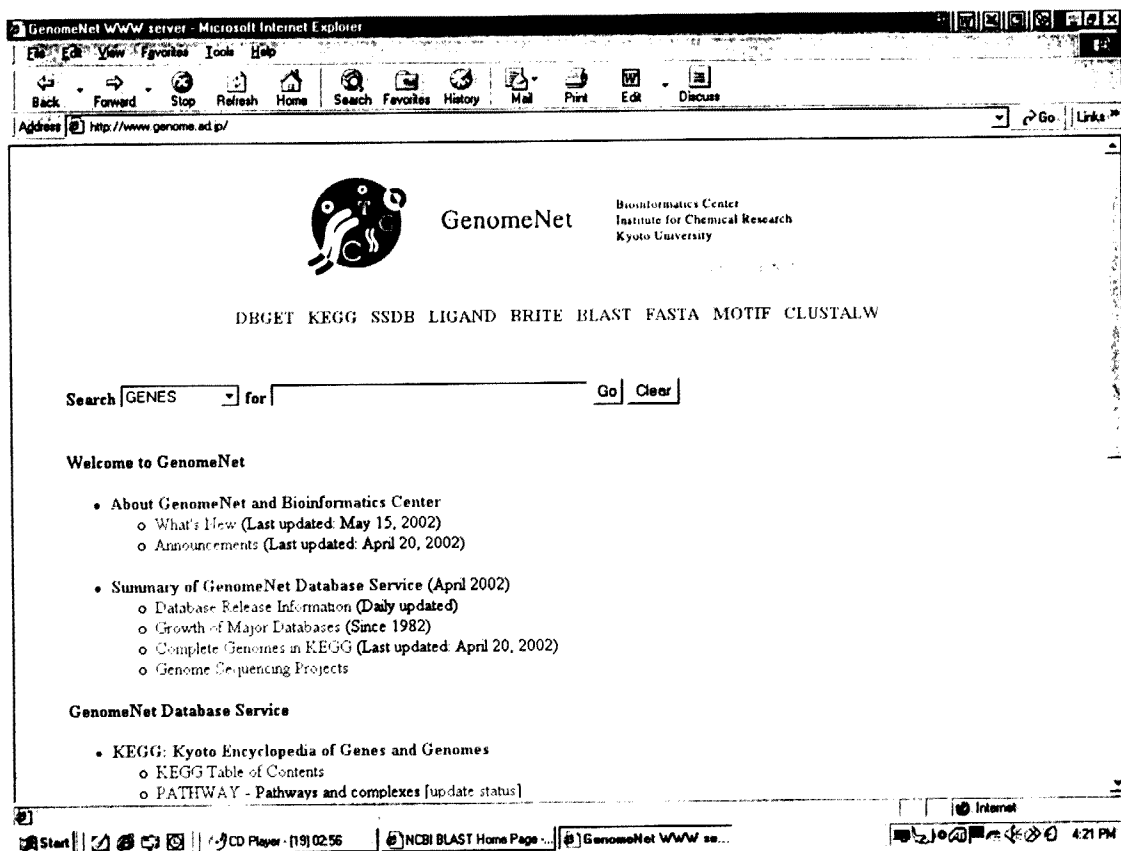 GenomeNet WWW server - Microsoft Internet Explorer
File Edit View Favorites Tools Help
Back Forward Stop Refresh Home Search Favorites History Mail Print Edit Discuss
Address http://www.genome.ad.jp/ Go Links »
GenomeNet
Bioinformatics Center
Institute for Chemical Research
Kyoto University
DBGET KEGG SSDB LIGAND BRITE BLAST FASTA MOTIF CLUSTALW
Search GENES for Go Clear
Welcome to GenomeNet
• About GenomeNet and Bioinformatics Center
o What's New (Last updated: May 15, 2002)
o Announcements (Last updated: April 20, 2002)
• Summary of GenomeNet Database Service (April 2002)
o Database Release Information (Daily updated)
o Growth of Major Databases (Since 1982)
o Complete Genomes in KEGG (Last updated: April 20, 2002)
o Genome Sequencing Projects
GenomeNet Database Service
• KEGG: Kyoto Encyclopedia of Genes and Genomes
o KEGG Table of Contents
o PATHWAY - Pathways and complexes [update status]
Internet
Start CD Player - [19] 02:56 NCBI BLAST Home Page -... GenomeNet WWW se... 4:21 PM